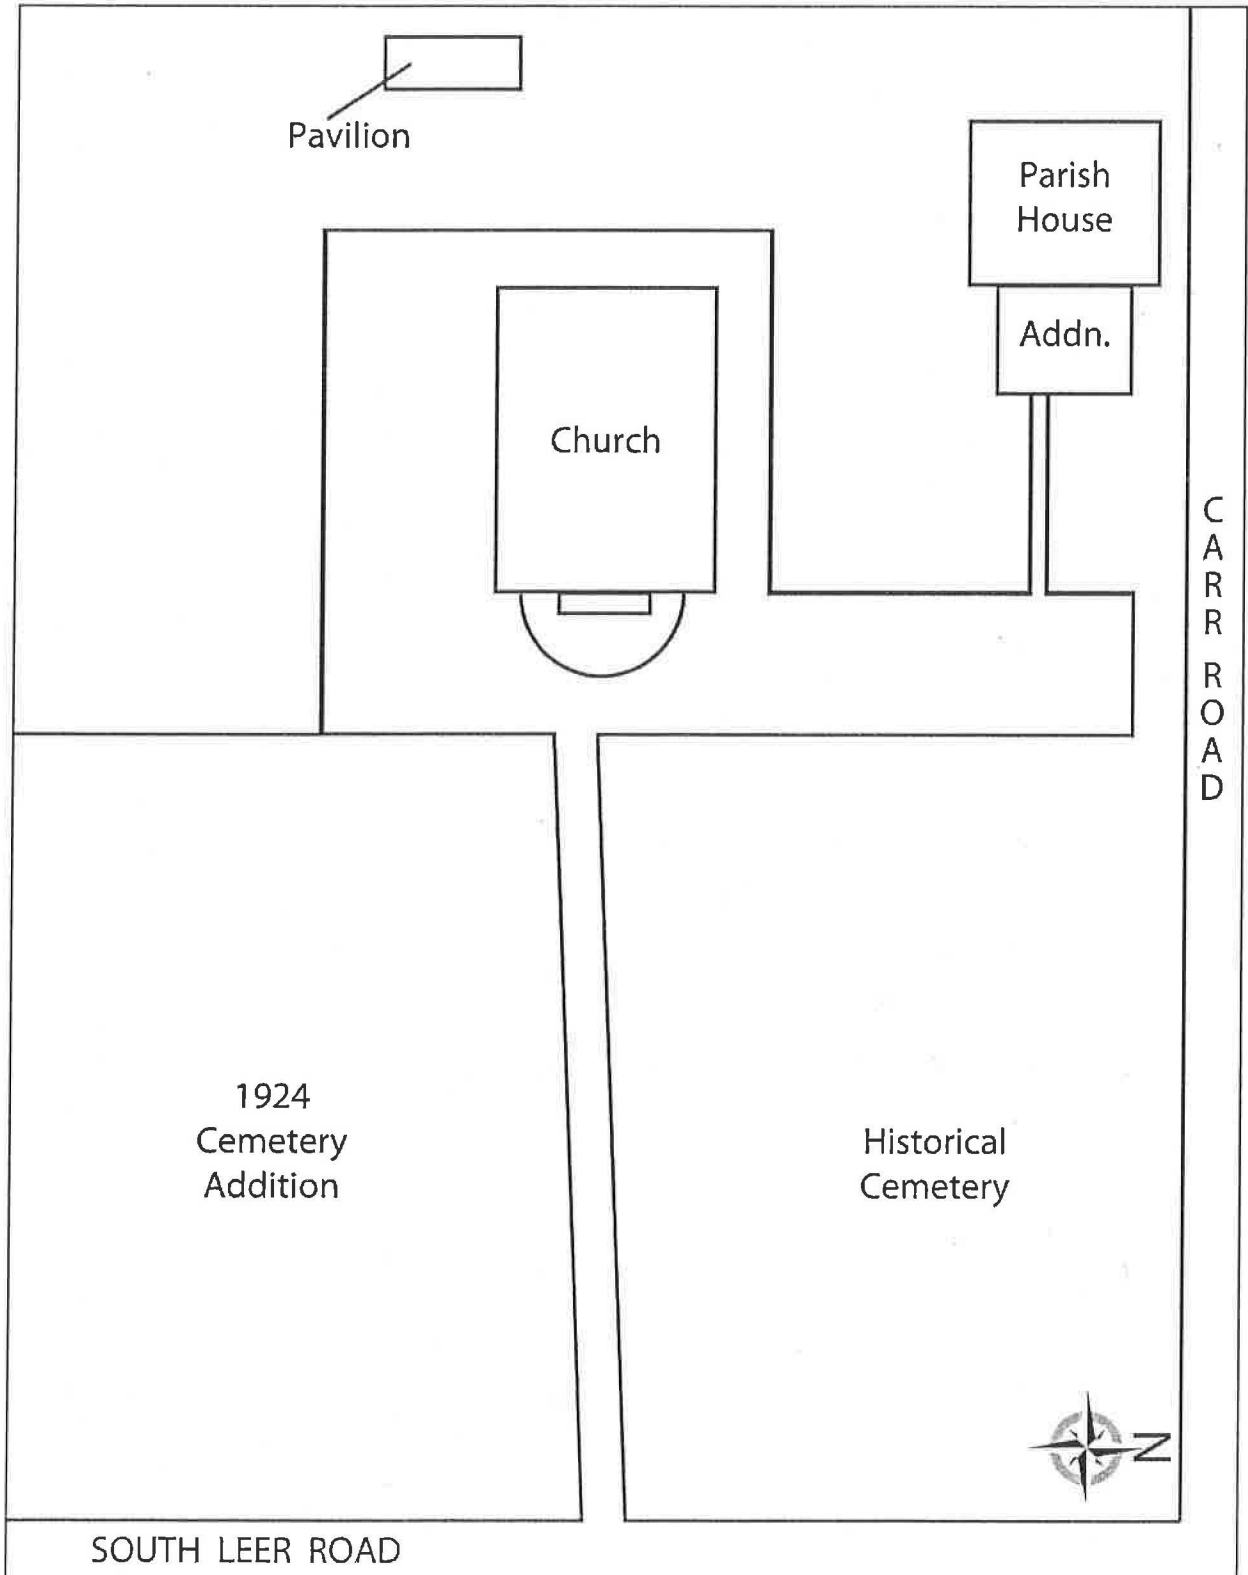 Pavilion
Parish
House
Addn.
Church
CARR ROAD
1924
Cemetery
Addition
Historical
Cemetery
N
SOUTH LEER ROAD